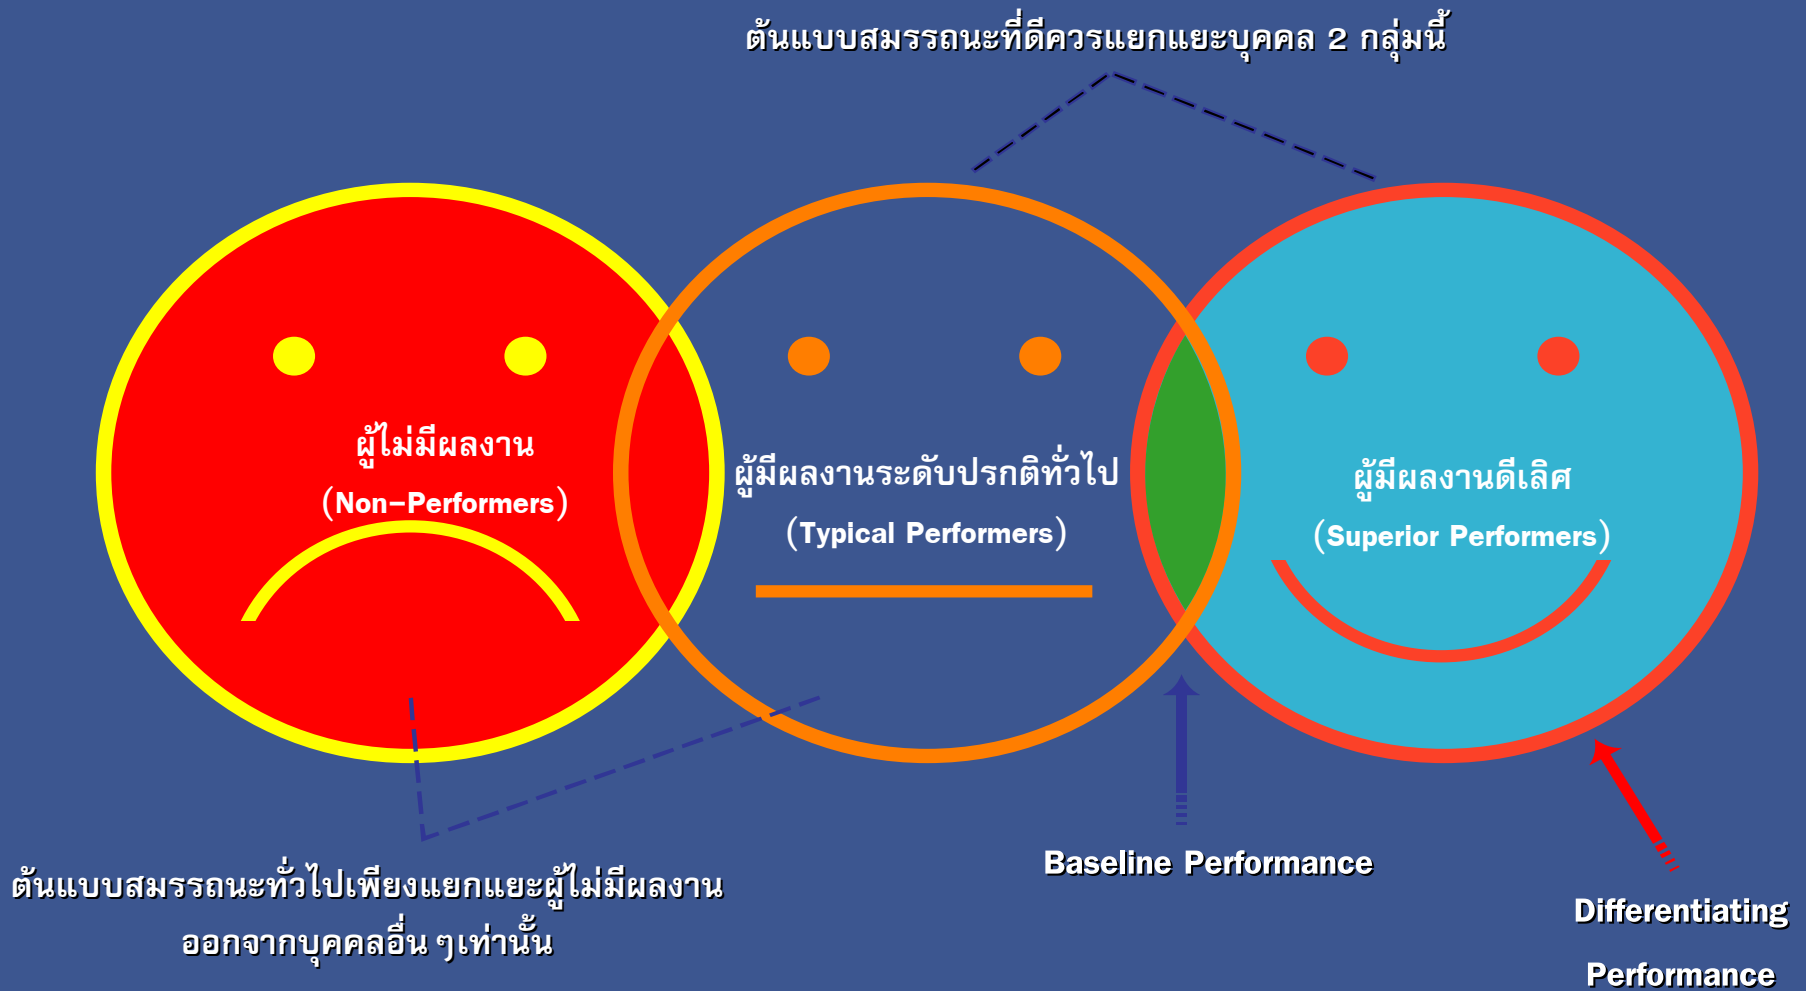 ต้นแบบสมรรถนะที่ดีควรแยกแยะบุคคล 2 กลุ่มนี้
ผู้ไม่มีผลงาน
(Non-Performers)
ผู้มีผลงานระดับปรกติทั่วไป
(Typical Performers)
ผู้มีผลงานดีเลิศ
(Superior Performers)
Baseline Performance
ต้นแบบสมรรถนะทั่วไปเพียงแยกแยะผู้ไม่มีผลงาน
ออกจากบุคคลอื่น ๆเท่านั้น
Differentiating
Performance